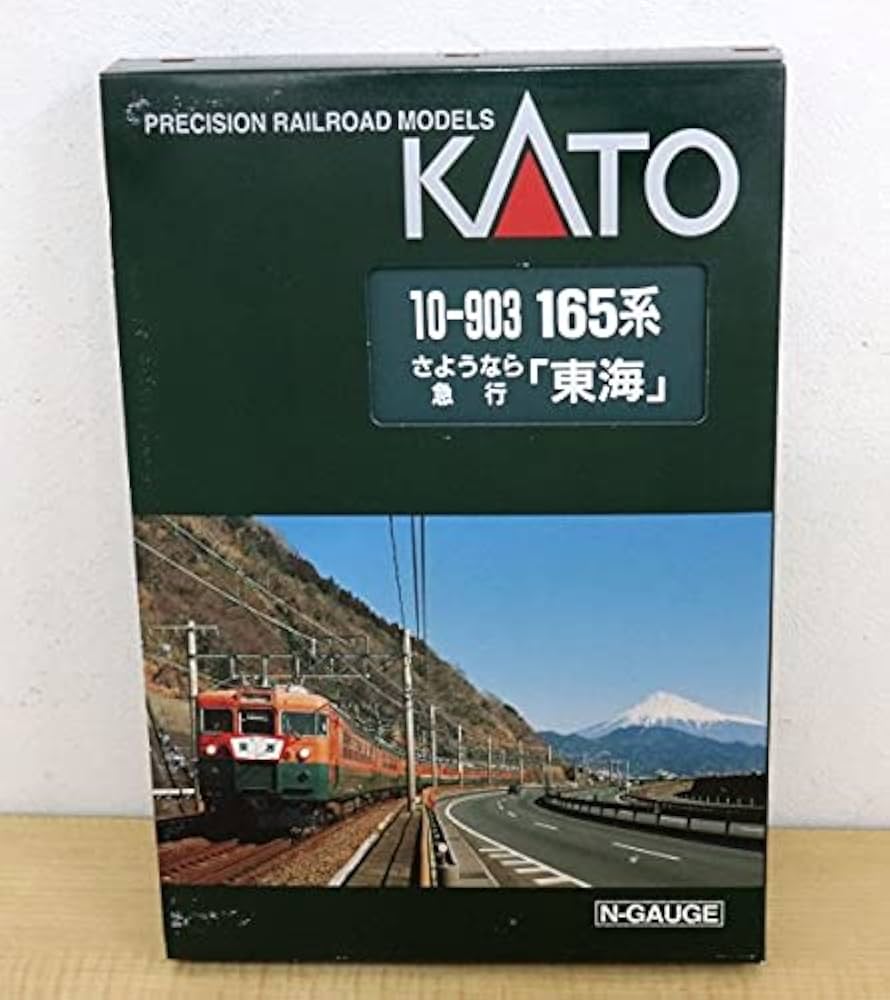 PRECISION RAILROAD MODELS
KATO
10-903 165系
さようなら
急行「東海」
N-GAUGE